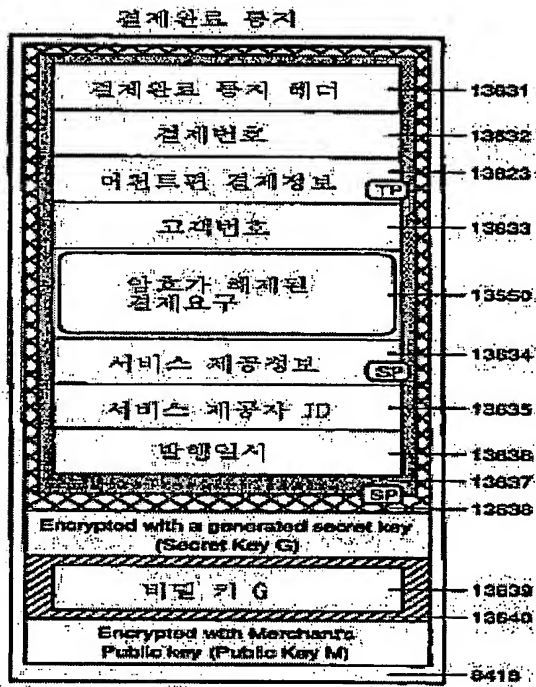 결제완료 통지
결제완료 통지 헤더
13631
결제번호
13632
머천트편 결제정보
13623
TP
고객번호
13633
암호가 해제된
결제요구
13550
서비스 제공정보
13634
SP
서비스 제공자 ID
13635
발행일시
13636
13637
SP
13638
Encrypted with a generated secret key
(Secret Key G)
비밀 키 G
13639
13640
Encrypted with Merchant's
Public key (Public Key M)
9419